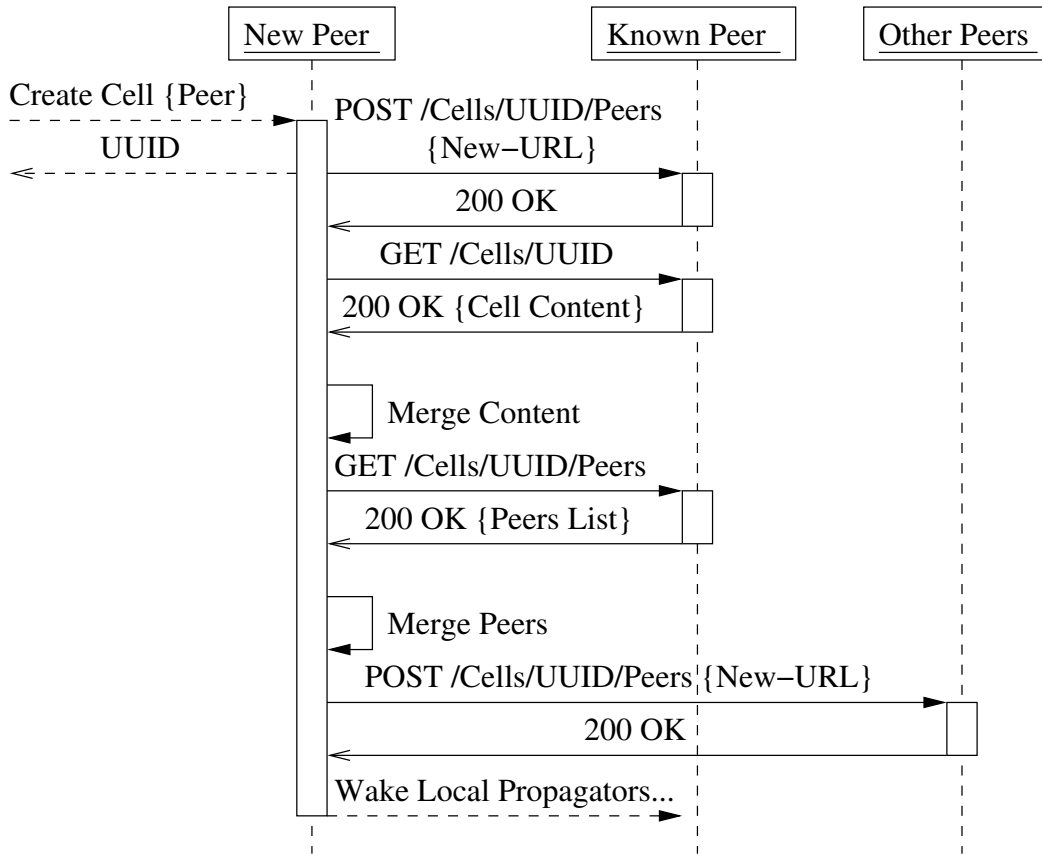 New Peer
Known Peer
Other Peers
Create Cell {Peer}
POST /Cells/UUID/Peers
UUID
{New−URL}
200 OK
GET /Cells/UUID
200 OK {Cell Content}
Merge Content
GET /Cells/UUID/Peers
200 OK {Peers List}
Merge Peers
POST /Cells/UUID/Peers {New−URL}
200 OK
Wake Local Propagators...